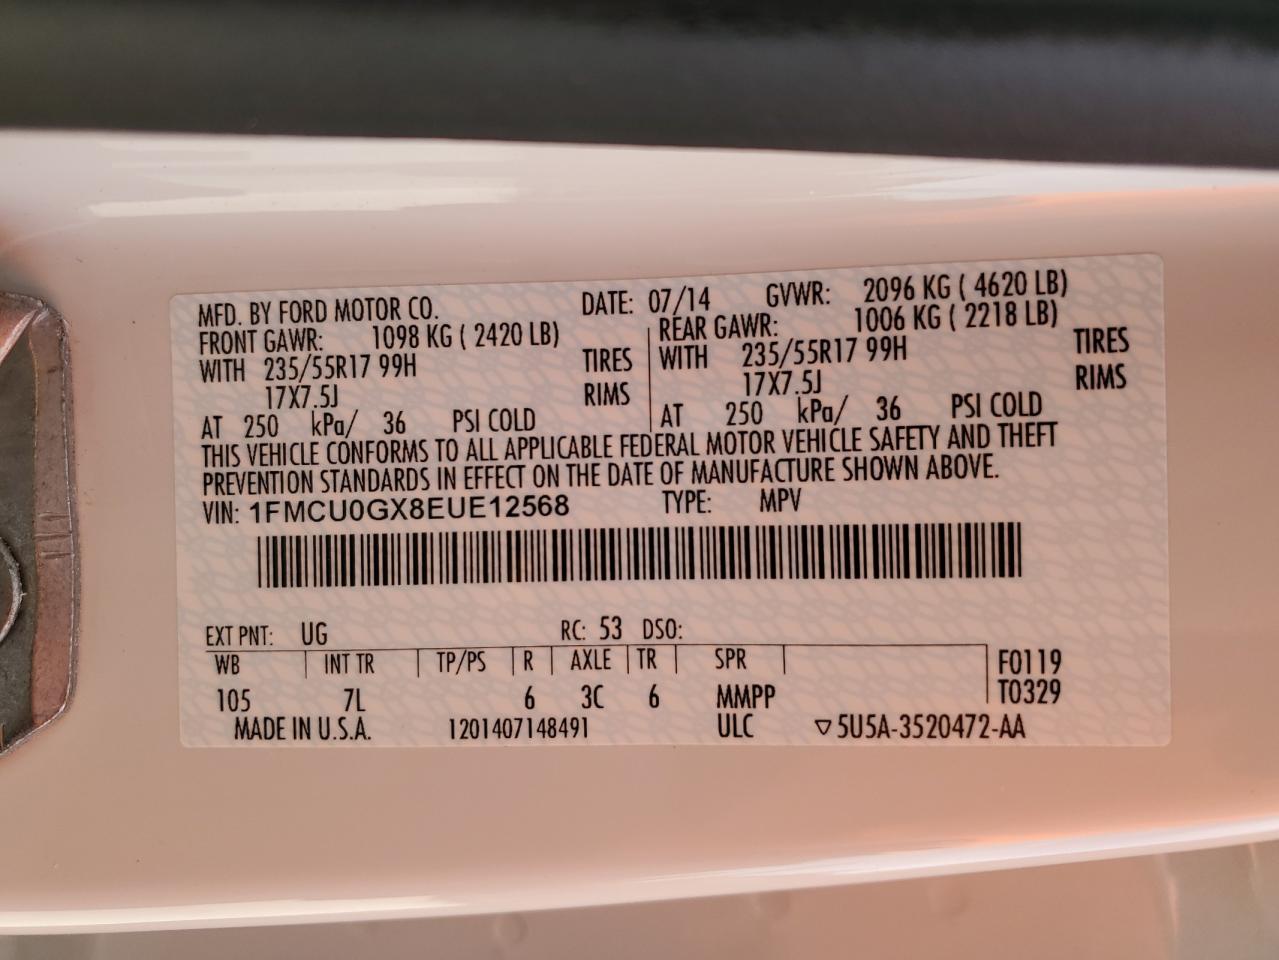 MFD. BY FORD MOTOR CO. DATE: 07/14 GVWR: 2096 KG ( 4620 LB)
FRONT GAWR: 1098 KG ( 2420 LB) REAR GAWR: 1006 KG ( 2218 LB)
WITH 235/55R17 99H TIRES WITH 235/55R17 99H TIRES
17X7.5J RIMS 17X7.5J RIMS
AT 250 kPa/ 36 PSI COLD AT 250 kPa/ 36 PSI COLD
THIS VEHICLE CONFORMS TO ALL APPLICABLE FEDERAL MOTOR VEHICLE SAFETY AND THEFT
PREVENTION STANDARDS IN EFFECT ON THE DATE OF MANUFACTURE SHOWN ABOVE.
VIN: 1FMCU0GX8EUE12568 TYPE: MPV
EXT PNT: UG RC: 53 DSO:
WB INT TR TP/PS R AXLE TR SPR F0119
105 7L 6 3C 6 MMPP T0329
MADE IN U.S.A. 1201407148491 ULC ▽5U5A-3520472-AA